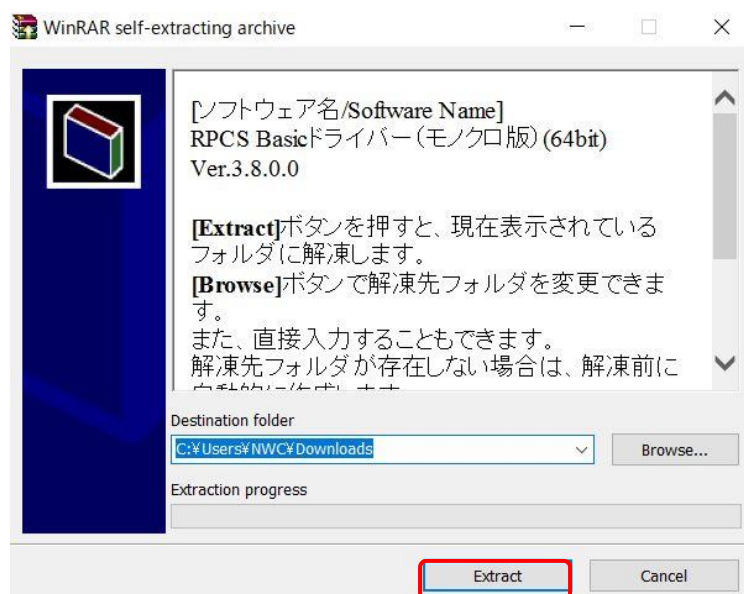 WinRAR self-extracting archive
[ソフトウェア名/Software Name]
RPCS Basicドライバー(モノクロ版)(64bit)
Ver.3.8.0.0
[Extract]ボタンを押すと、現在表示されている
フォルダに解凍します。
[Browse]ボタンで解凍先フォルダを変更できま
す。
また、直接入力することもできます。
解凍先フォルダが存在しない場合は、解凍前に
Destination folder
C:¥Users¥NWC¥Downloads
Browse...
Extraction progress
Extract
Cancel